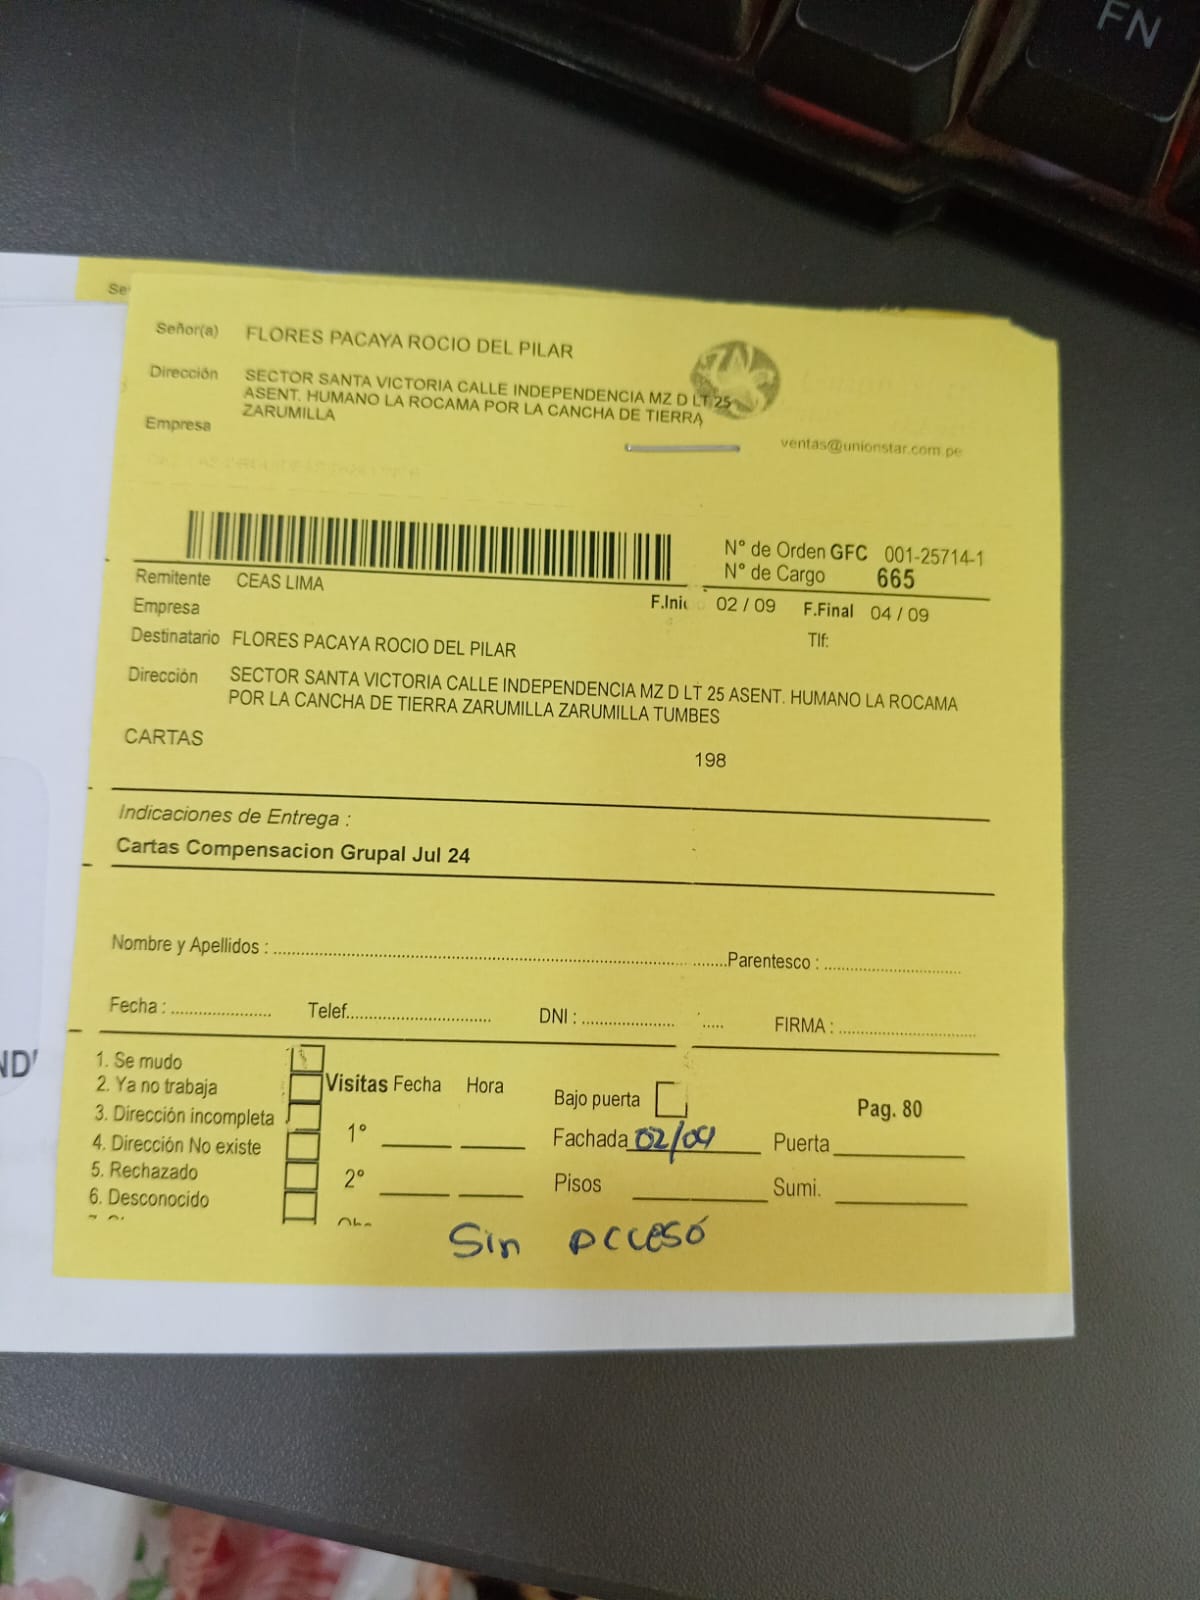 FN
Señor(a) FLORES PACAYA ROCIO DEL PILAR
Dirección SECTOR SANTA VICTORIA CALLE INDEPENDENCIA MZ D LT 25
ASENT. HUMANO LA ROCAMA POR LA CANCHA DE TIERRA
ZARUMILLA
Empresa
ventas@unionstar.com.pe
N° de Orden GFC 001-25714-1
N° de Cargo 665
Remitente CEAS LIMA
Empresa F.Inic 02 / 09 F.Final 04 / 09
Destinatario FLORES PACAYA ROCIO DEL PILAR Tlf:
Dirección SECTOR SANTA VICTORIA CALLE INDEPENDENCIA MZ D LT 25 ASENT. HUMANO LA ROCAMA
POR LA CANCHA DE TIERRA ZARUMILLA ZARUMILLA TUMBES
CARTAS 198
Indicaciones de Entrega :
Cartas Compensacion Grupal Jul 24
Nombre y Apellidos : Parentesco :
Fecha : Telef. DNI : FIRMA :
1. Se mudo
2. Ya no trabaja Visitas Fecha Hora Bajo puerta Pag. 80
3. Dirección incompleta 1° Fachada 02/09 Puerta
4. Dirección No existe
5. Rechazado 2° Pisos Sumi.
6. Desconocido
Sin accesó